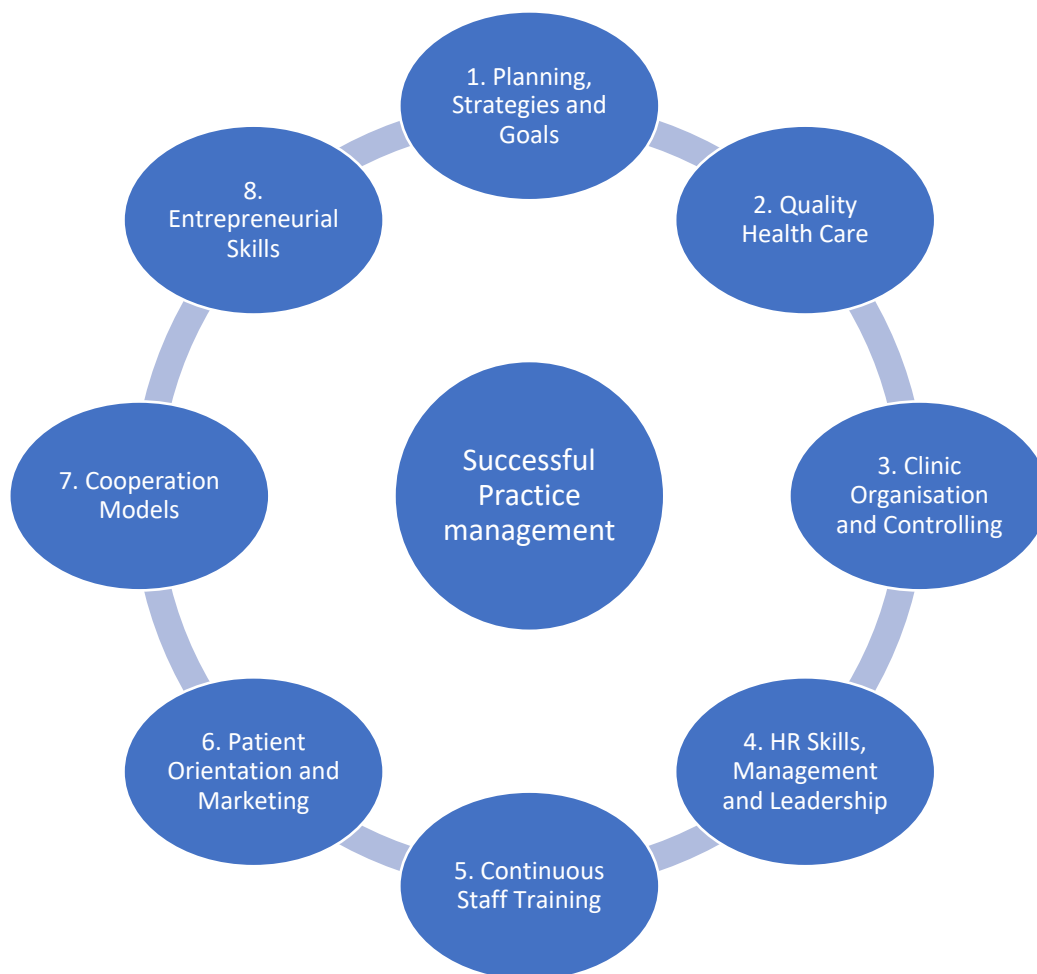 1. Planning,
Strategies and
Goals
2. Quality
Health Care
3. Clinic
Organisation
and Controlling
4. HR Skills,
Management
and Leadership
5. Continuous
Staff Training
6. Patient
Orientation and
Marketing
7. Cooperation
Models
8.
Entrepreneurial
Skills
Successful
Practice
management